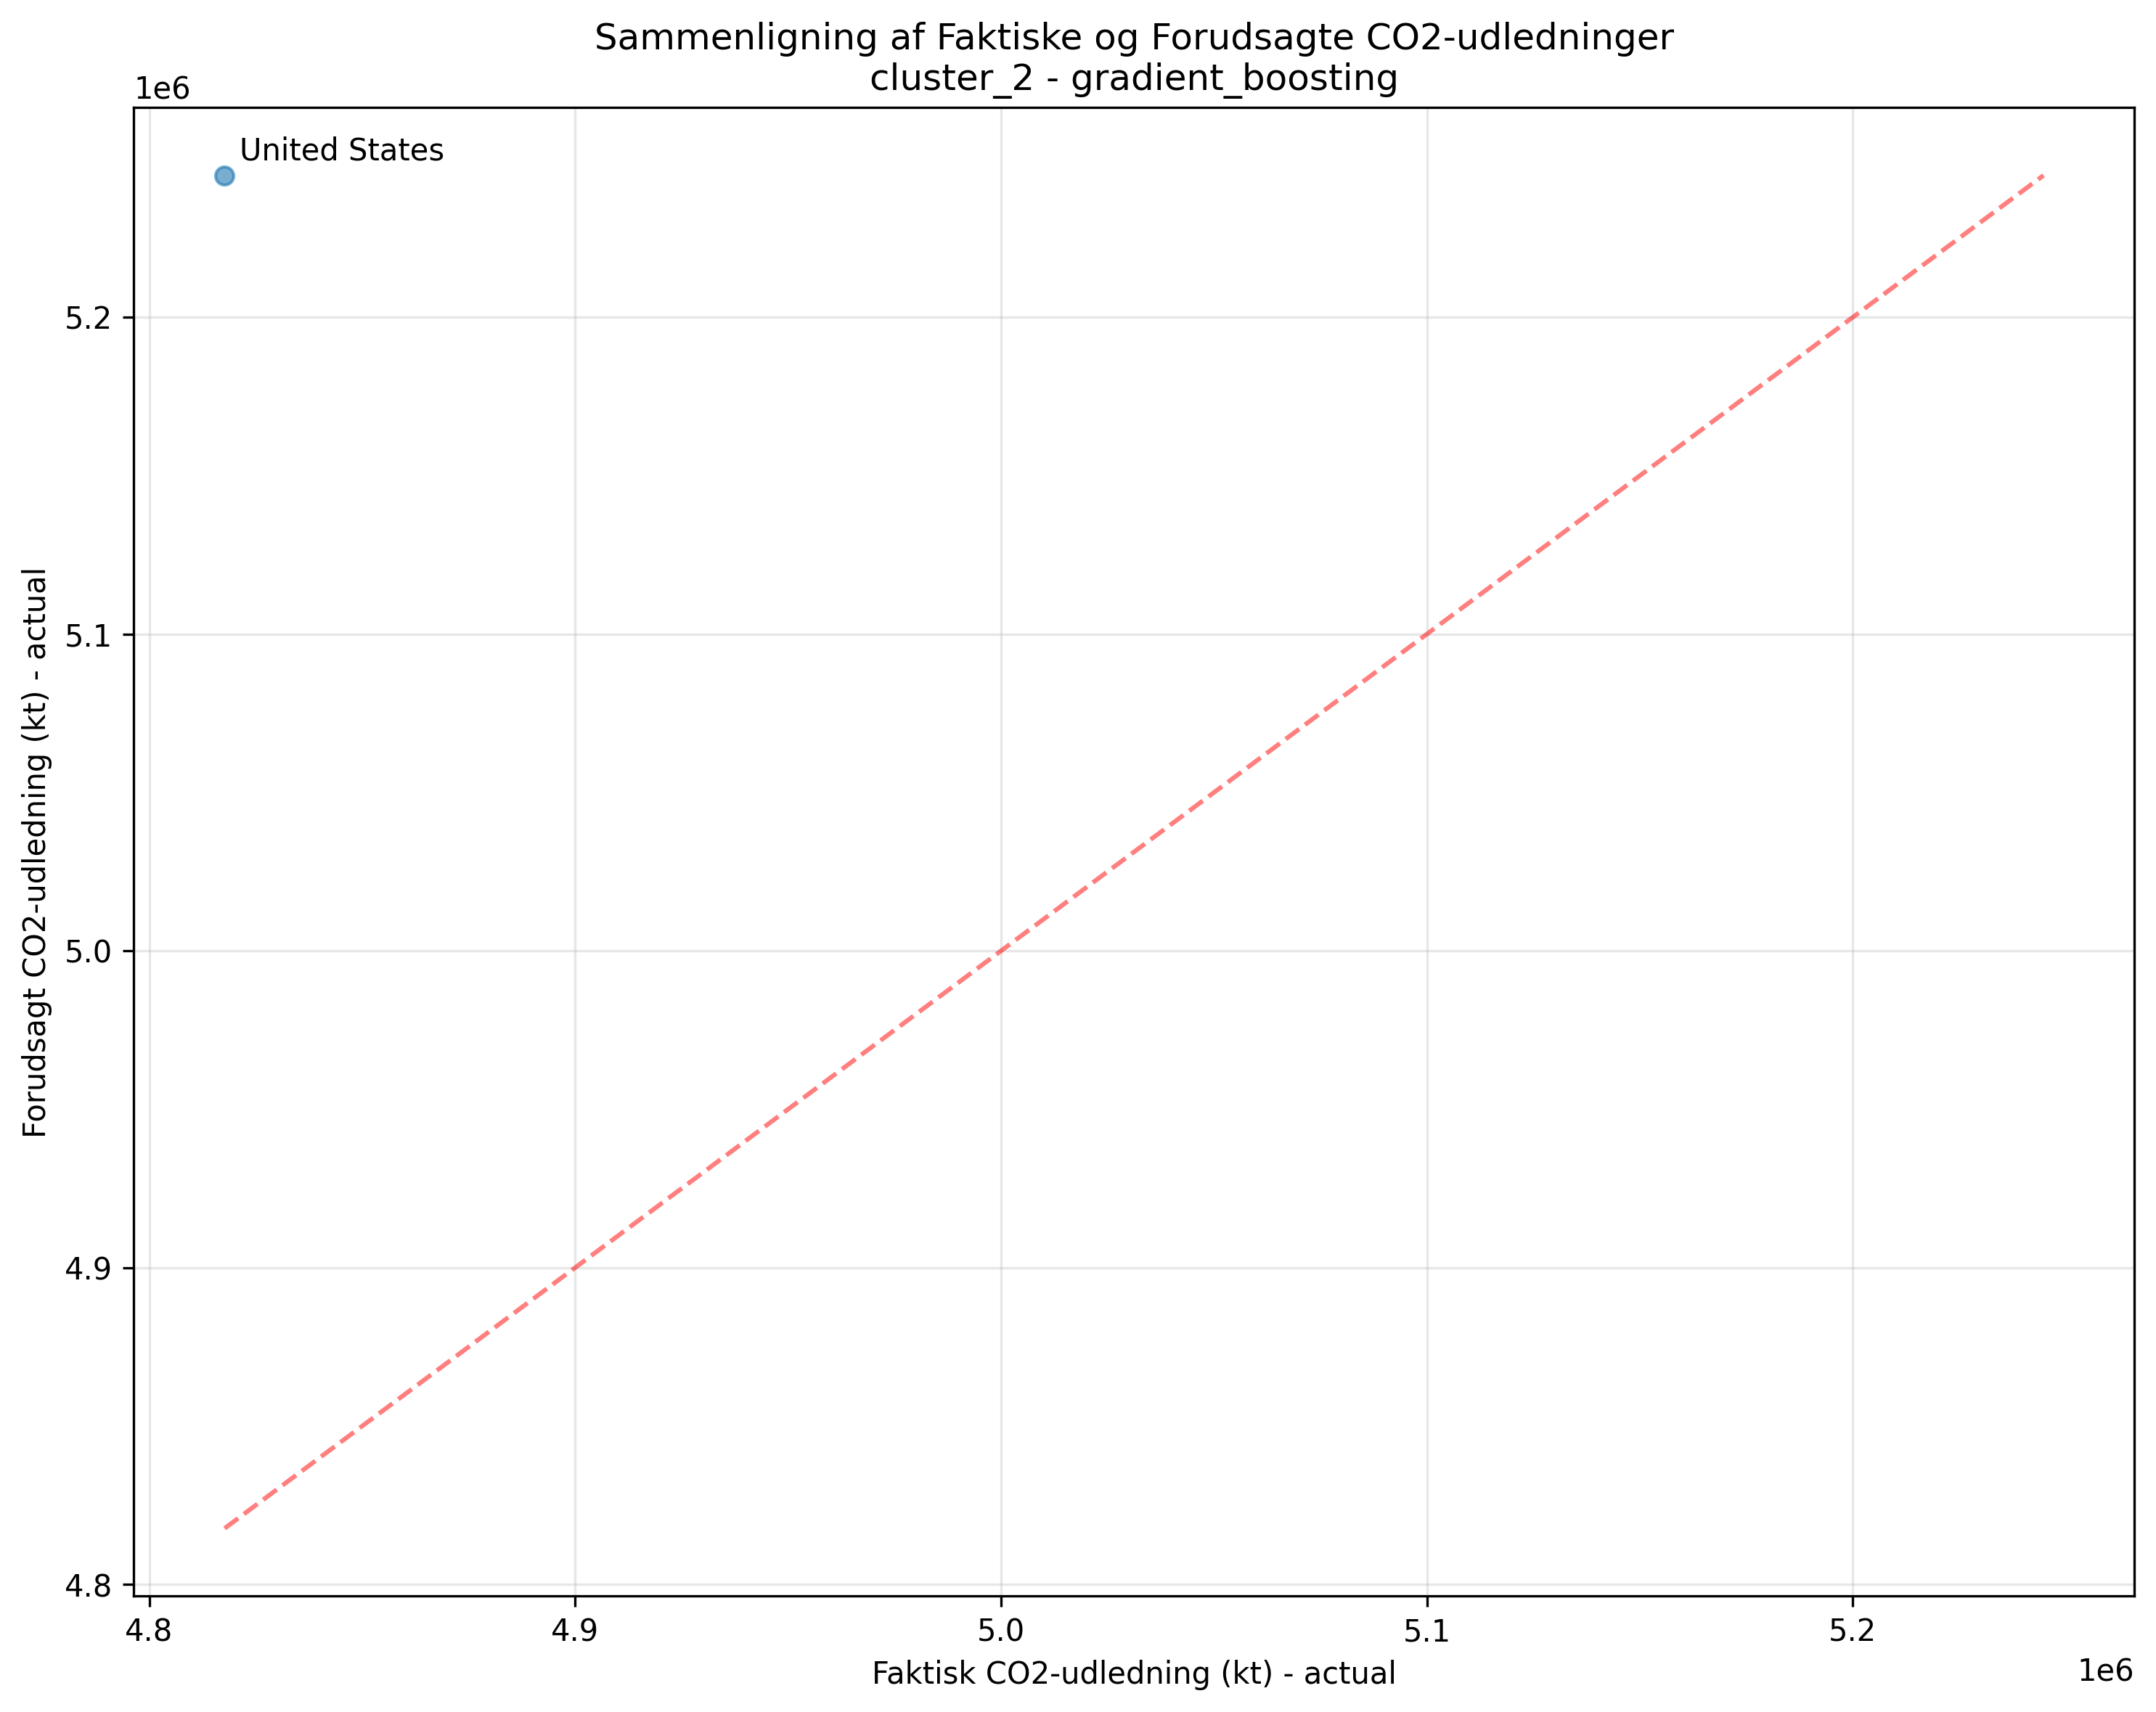 Sammenligning af Faktiske og Forudsagte CO2-udledninger
cluster_2 - gradient_boosting
1e6
United States
5.2
5.1
5.0
4.9
4.8
Forudsagt CO2-udledning (kt) - actual
4.8 4.9 5.0 5.1 5.2
Faktisk CO2-udledning (kt) - actual
1e6